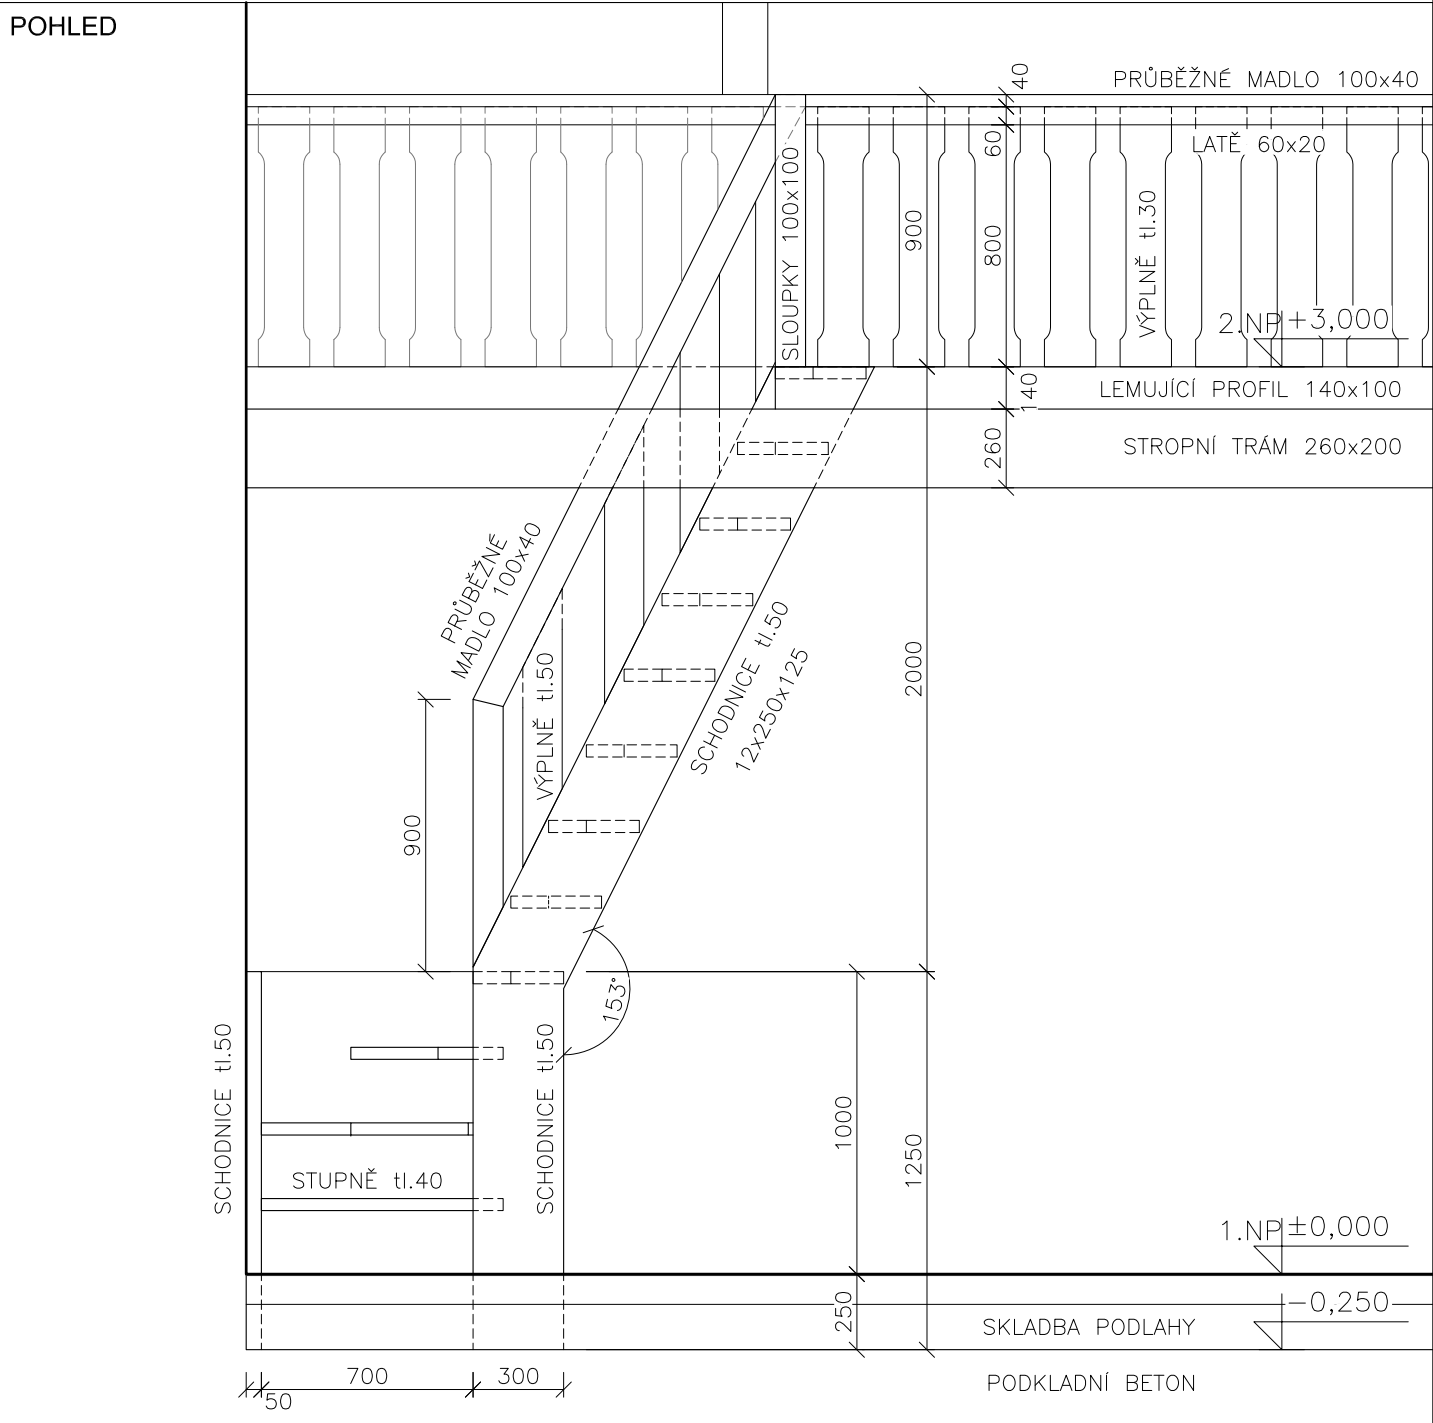 POHLED
40
PRŮBĚŽNÉ MADLO 100x40
60
LATĚ 60x20
SLOUPKY 100x100
900
800
VÝPLNĚ tl.30
2.NP +3,000
140
LEMUJÍCÍ PROFIL 140x100
260
STROPNÍ TRÁM 260x200
PRŮBĚŽNÉ
MADLO 100x40
VÝPLNĚ tl.50
SCHODNICE tl.50
12x250x125
2000
900
153°
SCHODNICE tl.50
SCHODNICE tl.50
1000
1250
STUPNĚ tl.40
1.NP ±0,000
250
-0,250
SKLADBA PODLAHY
700
300
50
PODKLADNÍ BETON